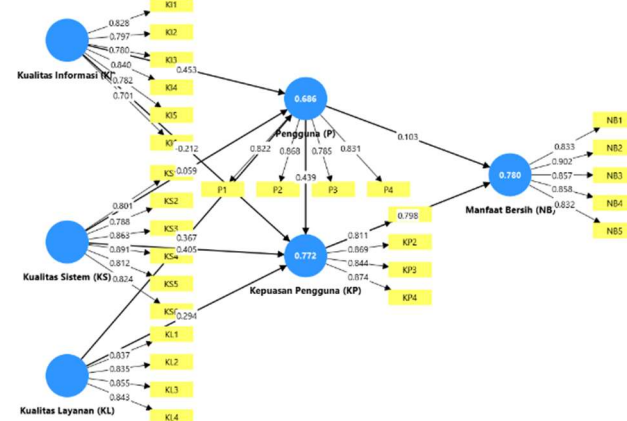 KI1
0.828
KI2
0.797
0.780
KI3
0.453
0.840
Kualitas Informasi (KI
0.782
KI4
0.701
KI5
0.686
Pengguna (P)
0.103
0.833
NB1
0.902
NB2
0.857
NB3
0.780
0.858
NB4
Manfaat Bersih (NB)
0.832
NB5
-0.212
0.059
0.822
0.868
0.785
0.831
0.439
P1
P2
P3
P4
0.801
KS2
0.788
0.863
KS3
0.367
0.891
KS4
0.405
Kualitas Sistem (KS)
0.812
0.824
KS5
0.294
0.798
0.811
KP2
0.869
0.772
0.844
KP3
0.874
Kepuasan Pengguna (KP)
KP4
KL1
0.837
KL2
0.835
0.855
KL3
0.843
Kualitas Layanan (KL)
KL4